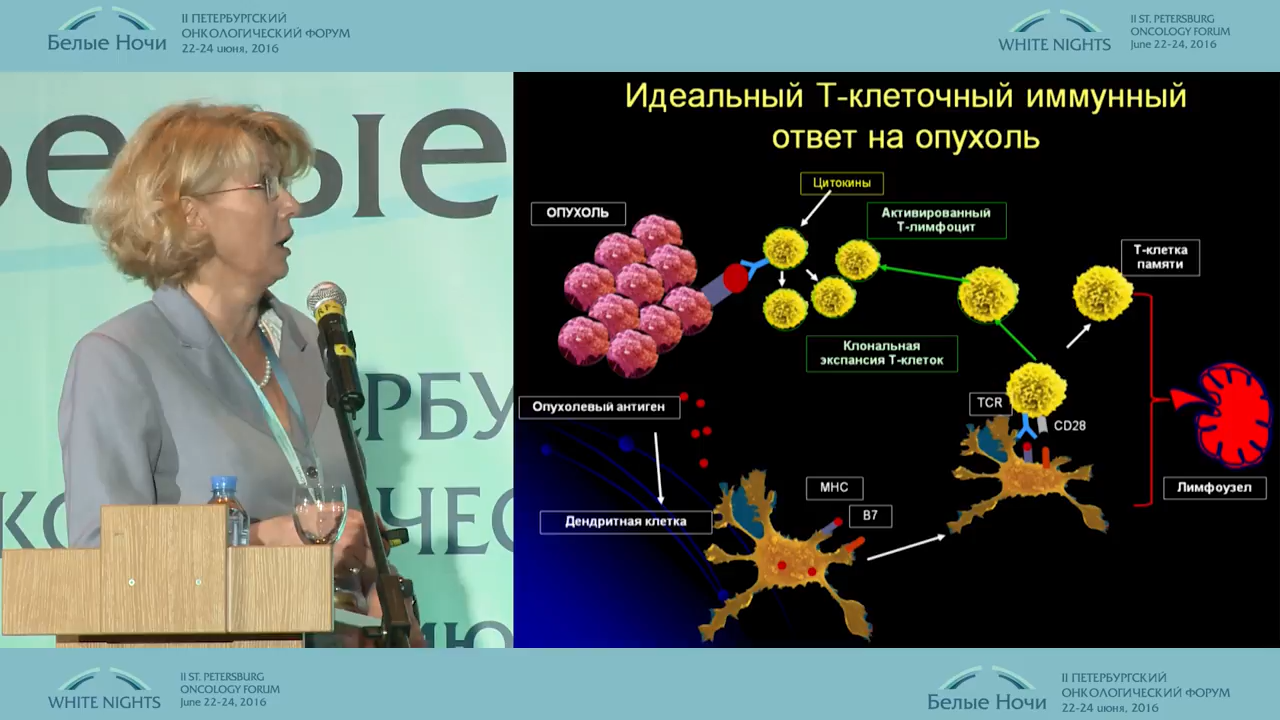 Белые Ночи
II ПЕТЕРБУРГСКИЙ
ОНКОЛОГИЧЕСКИЙ ФОРУМ
22-24 июня, 2016
WHITE NIGHTS
II ST. PETERSBURG
ONCOLOGY FORUM
June 22-24, 2016
Идеальный Т-клеточный иммунный
ответ на опухоль
Цитокины
ОПУХОЛЬ
Активированный
Т-лимфоцит
Т-клетка
памяти
Клональная
экспансия Т-клеток
Опухолевый антиген
TCR
CD28
MHC
B7
Лимфоузел
Дендритная клетка
WHITE NIGHTS
II ST. PETERSBURG
ONCOLOGY FORUM
June 22-24, 2016
Белые Ночи
II ПЕТЕРБУРГСКИЙ
ОНКОЛОГИЧЕСКИЙ ФОРУМ
22-24 июня, 2016